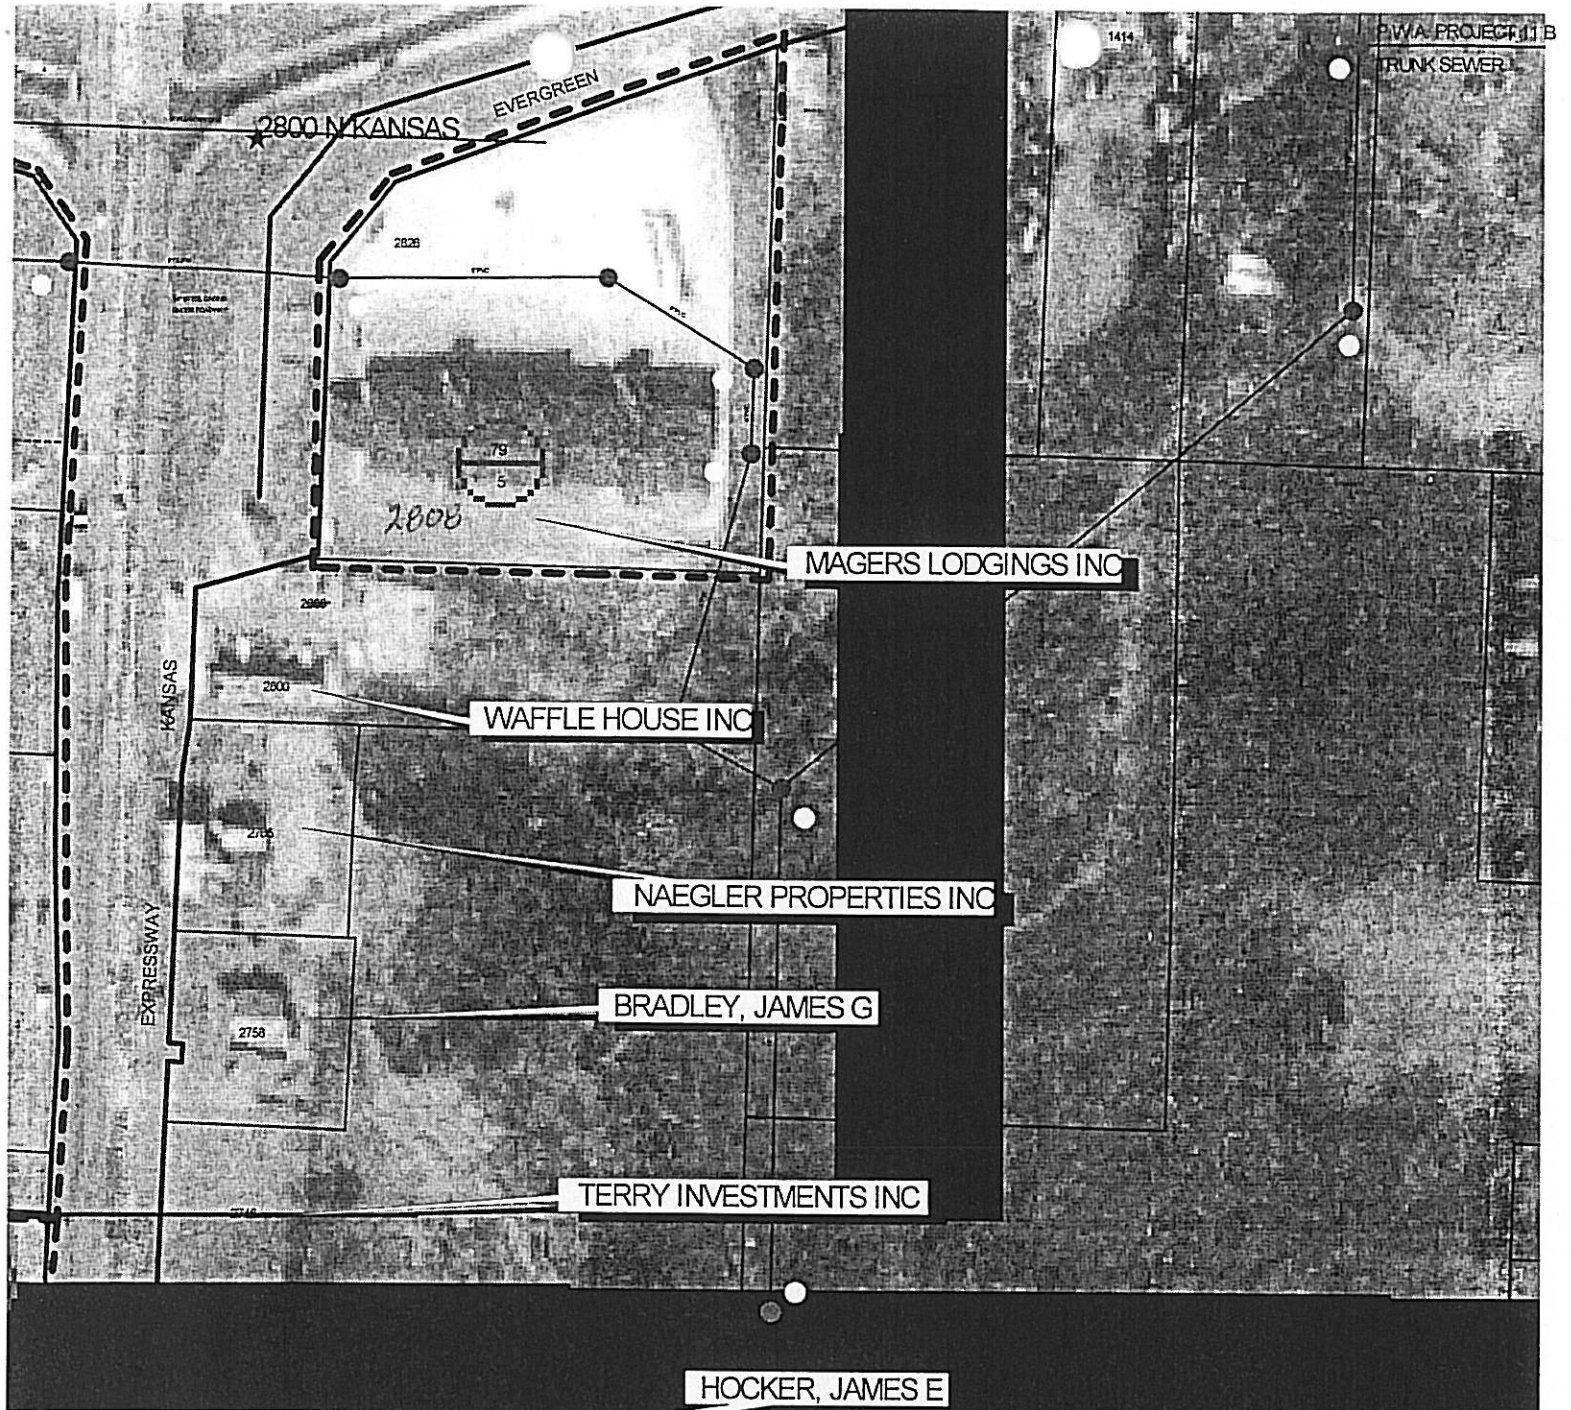 P.W.A. PROJECT 11 B
TRUNK SEWER
1414
EVERGREEN
2800 N KANSAS
2828
79
5
2808
MAGERS LODGINGS INC
KANSAS
2800
WAFFLE HOUSE INC
NAEGLER PROPERTIES INC
EXPRESSWAY
BRADLEY, JAMES G
2758
TERRY INVESTMENTS INC
HOCKER, JAMES E